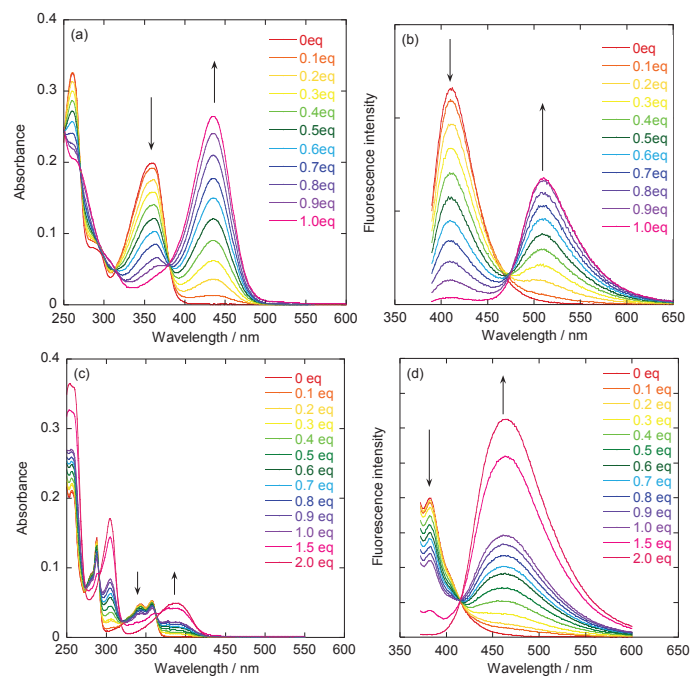 (a)
0.4
0.3
0.2
0.1
0
Absorbance
250 300 350 400 450 500 550 600
Wavelength / nm
0eq
0.1eq
0.2eq
0.3eq
0.4eq
0.5eq
0.6eq
0.7eq
0.8eq
0.9eq
1.0eq
(b)
Fluorescence intensity
350 400 450 500 550 600 650
Wavelength / nm
0eq
0.1eq
0.2eq
0.3eq
0.4eq
0.5eq
0.6eq
0.7eq
0.8eq
0.9eq
1.0eq
(c)
0.4
0.3
0.2
0.1
0
Absorbance
250 300 350 400 450 500 550 600
Wavelength / nm
0 eq
0.1 eq
0.2 eq
0.3 eq
0.4 eq
0.5 eq
0.6 eq
0.7 eq
0.8 eq
0.9 eq
1.0 eq
1.5 eq
2.0 eq
(d)
Fluorescence intensity
350 400 450 500 550 600 650
Wavelength / nm
0 eq
0.1 eq
0.2 eq
0.3 eq
0.4 eq
0.5 eq
0.6 eq
0.7 eq
0.8 eq
0.9 eq
1.0 eq
1.5 eq
2.0 eq